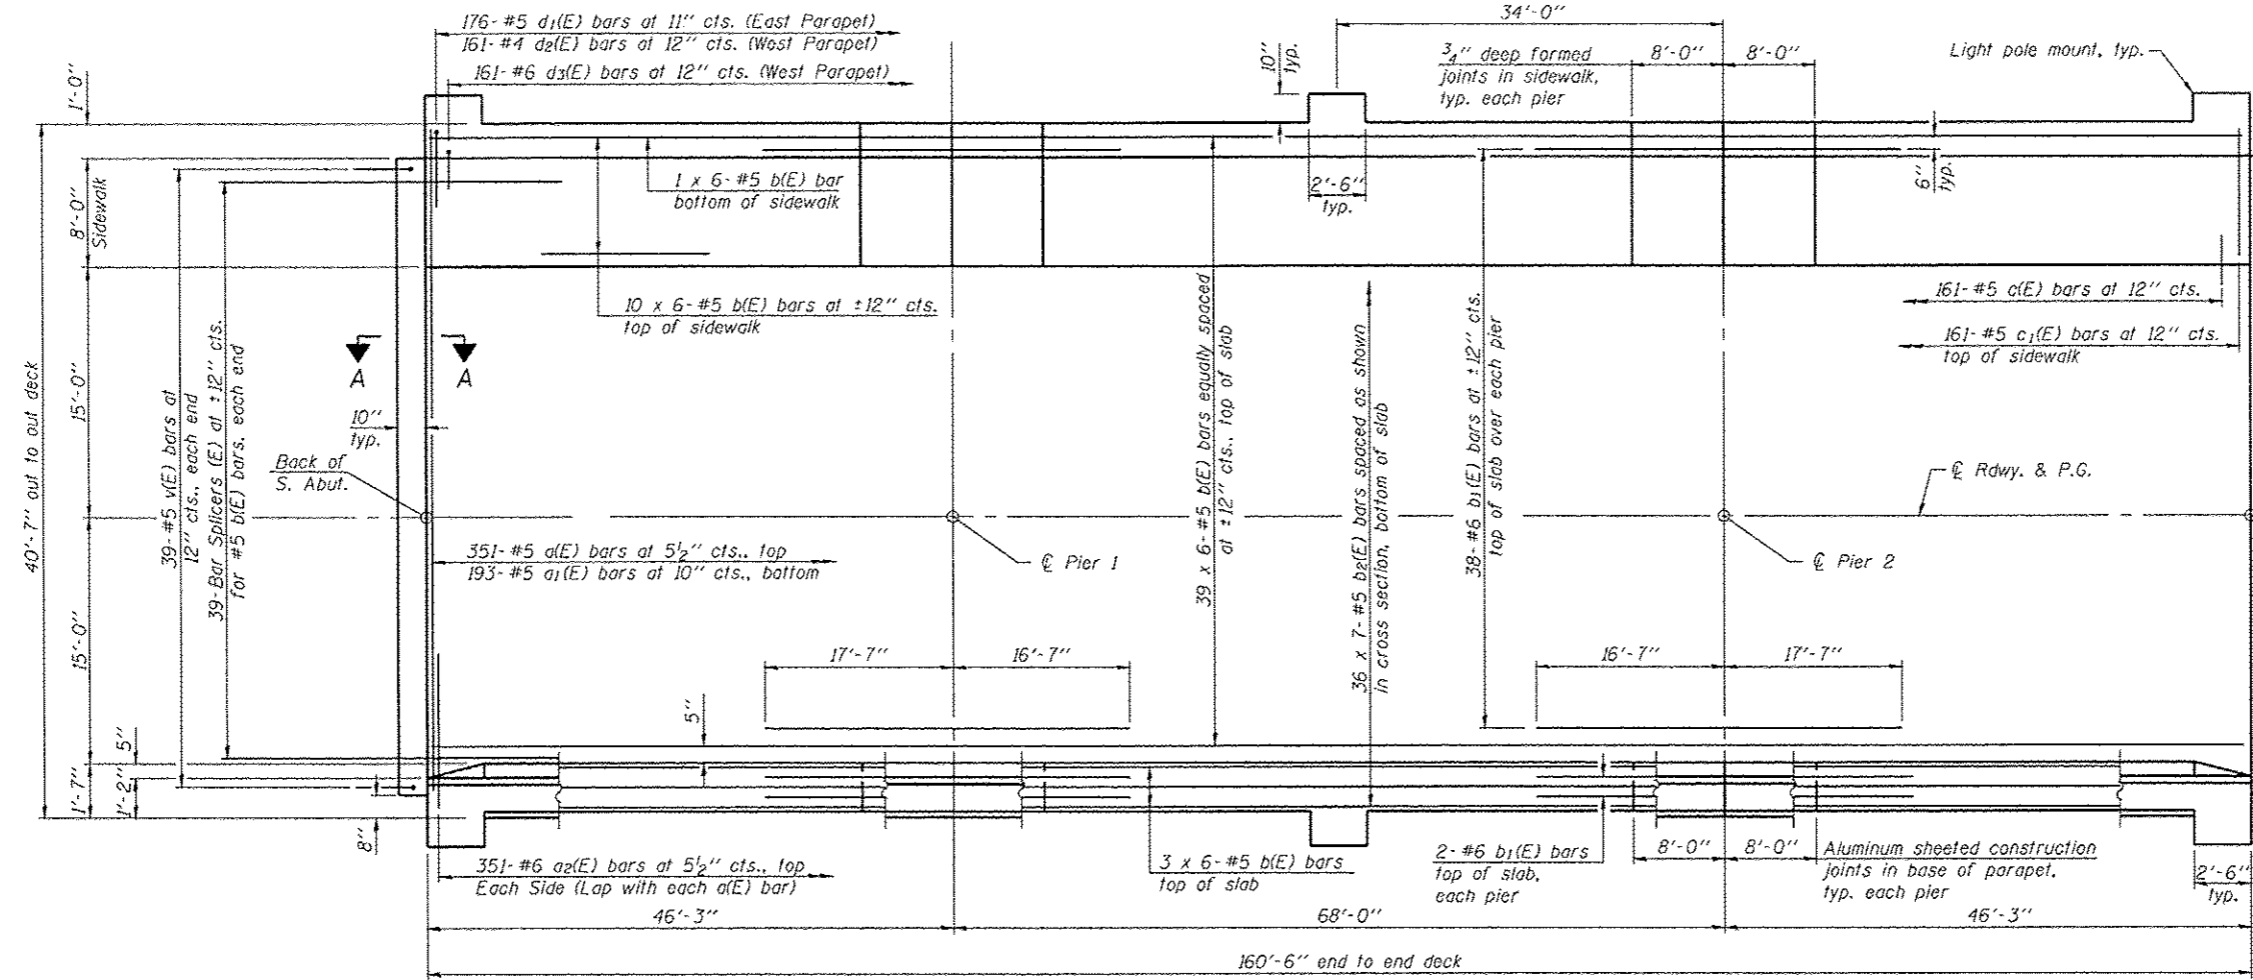 176- #5 d1(E) bars at 11" cts. (East Parapet)
161- #4 d2(E) bars at 12" cts. (West Parapet)
161- #6 d3(E) bars at 12" cts. (West Parapet)
34'-0"
10"
typ.
3/4" deep formed
joints in sidewalk,
typ. each pier
8'-0"
8'-0"
Light pole mount, typ.
1'-0"
8'-0"
Sidewalk
1 x 6- #5 b(E) bar
bottom of sidewalk
2'-6"
typ.
6"
typ.
10 x 6- #5 b(E) bars at ±12" cts.
top of sidewalk
161- #5 c(E) bars at 12" cts.
161- #5 c1(E) bars at 12" cts.
top of sidewalk
40'-7" out to out deck
15'-0"
39- #5 v(E) bars at
12" cts., each end
39-Bar Splicers (E) at ±12" cts.
for #5 b(E) bars, each end
A
A
10"
typ.
Back of
S. Abut.
39 x 6- #5 b(E) bars equally spaced
at ±12" cts., top of slab
36 x 7- #5 b2(E) bars spaced as shown
in cross section, bottom of slab
38- #6 b1(E) bars at ±12" cts.
top of slab over each pier
℄ Rdwy. & P.G.
351- #5 a(E) bars at 5 1/2" cts., top
193- #5 a1(E) bars at 10" cts., bottom
℄ Pier 1
℄ Pier 2
15'-0"
17'-7"
16'-7"
16'-7"
17'-7"
5"
5"
1'-7"
1'-2"
8"
351- #6 a2(E) bars at 5 1/2" cts., top
Each Side (Lap with each a(E) bar)
3 x 6- #5 b(E) bars
top of slab
2- #6 b1(E) bars
top of slab,
each pier
8'-0"
8'-0"
Aluminum sheeted construction
joints in base of parapet,
typ. each pier
2'-6"
typ.
46'-3"
68'-0"
46'-3"
160'-6" end to end deck